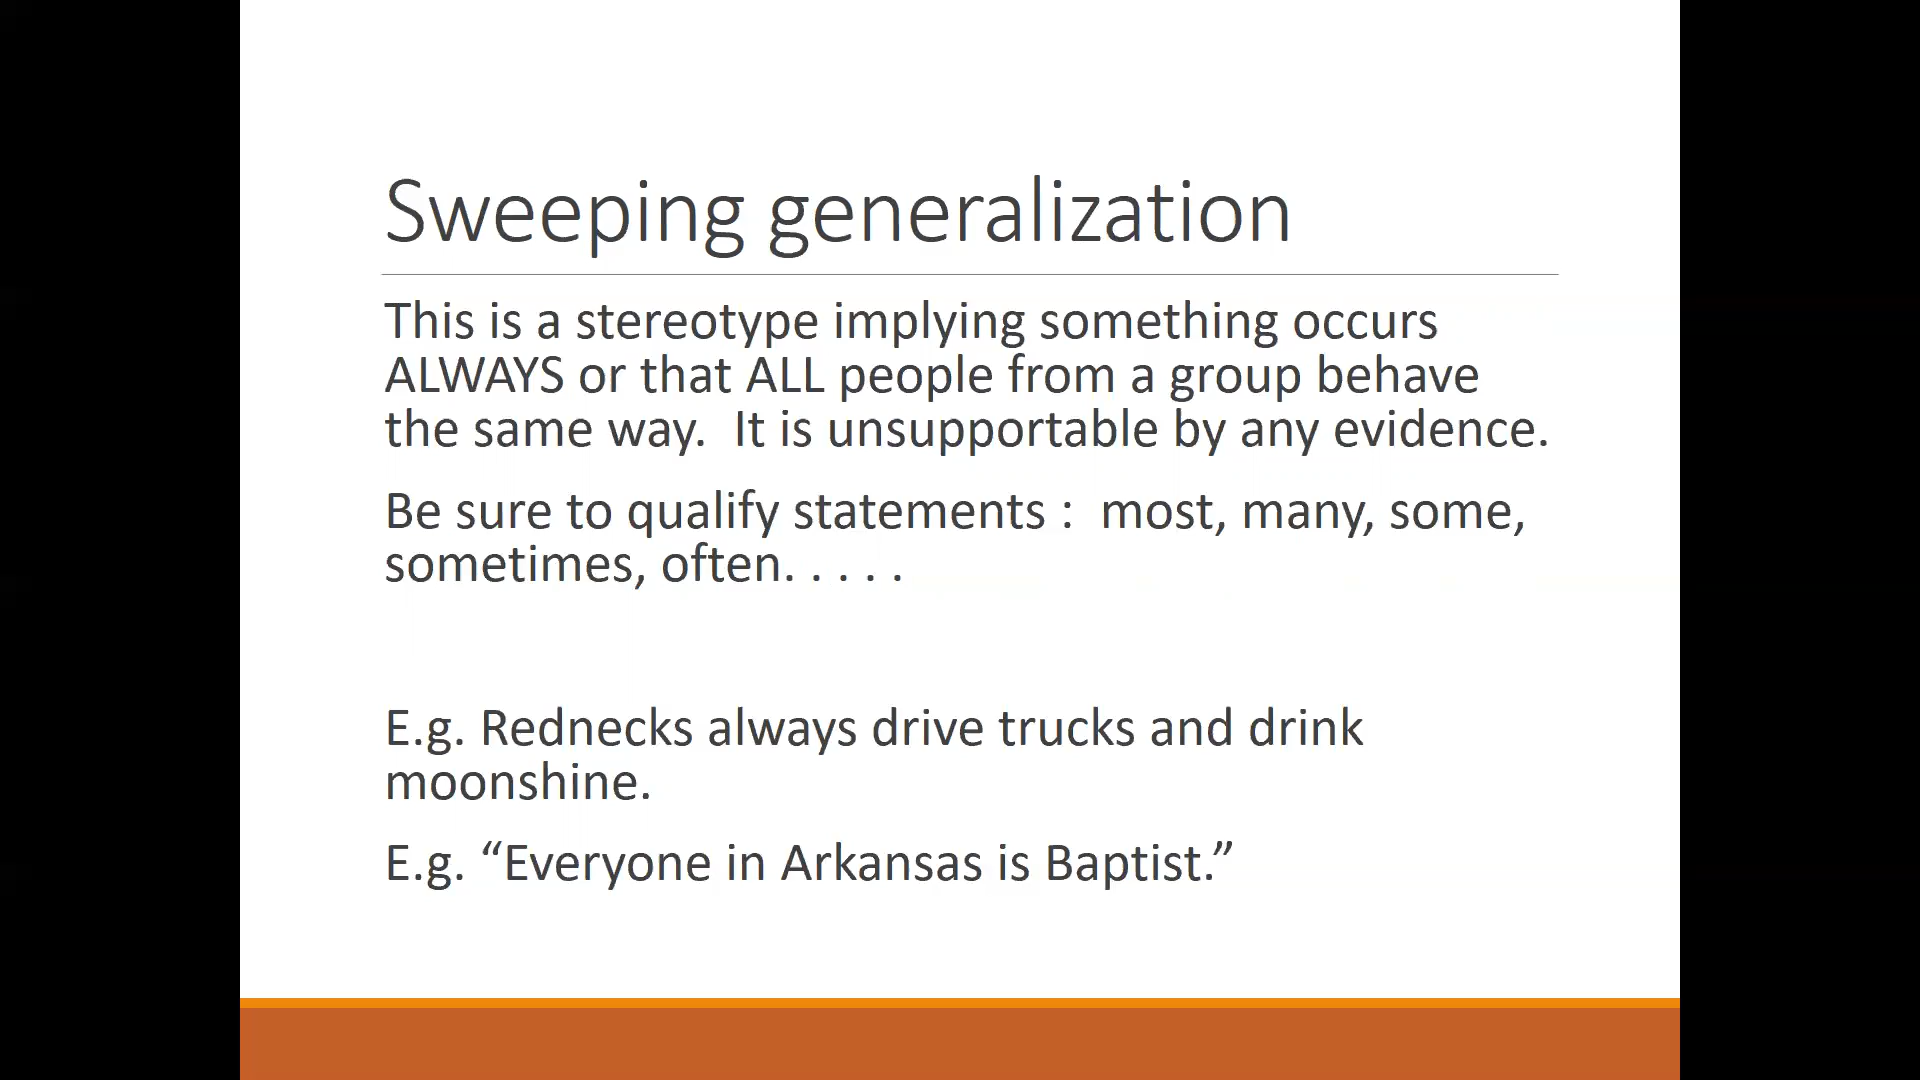 Sweeping generalization
This is a stereotype implying something occurs
ALWAYS or that ALL people from a group behave
the same way.  It is unsupportable by any evidence.
Be sure to qualify statements :  most, many, some,
sometimes, often. . . . .
E.g. Rednecks always drive trucks and drink
moonshine.
E.g. “Everyone in Arkansas is Baptist.”